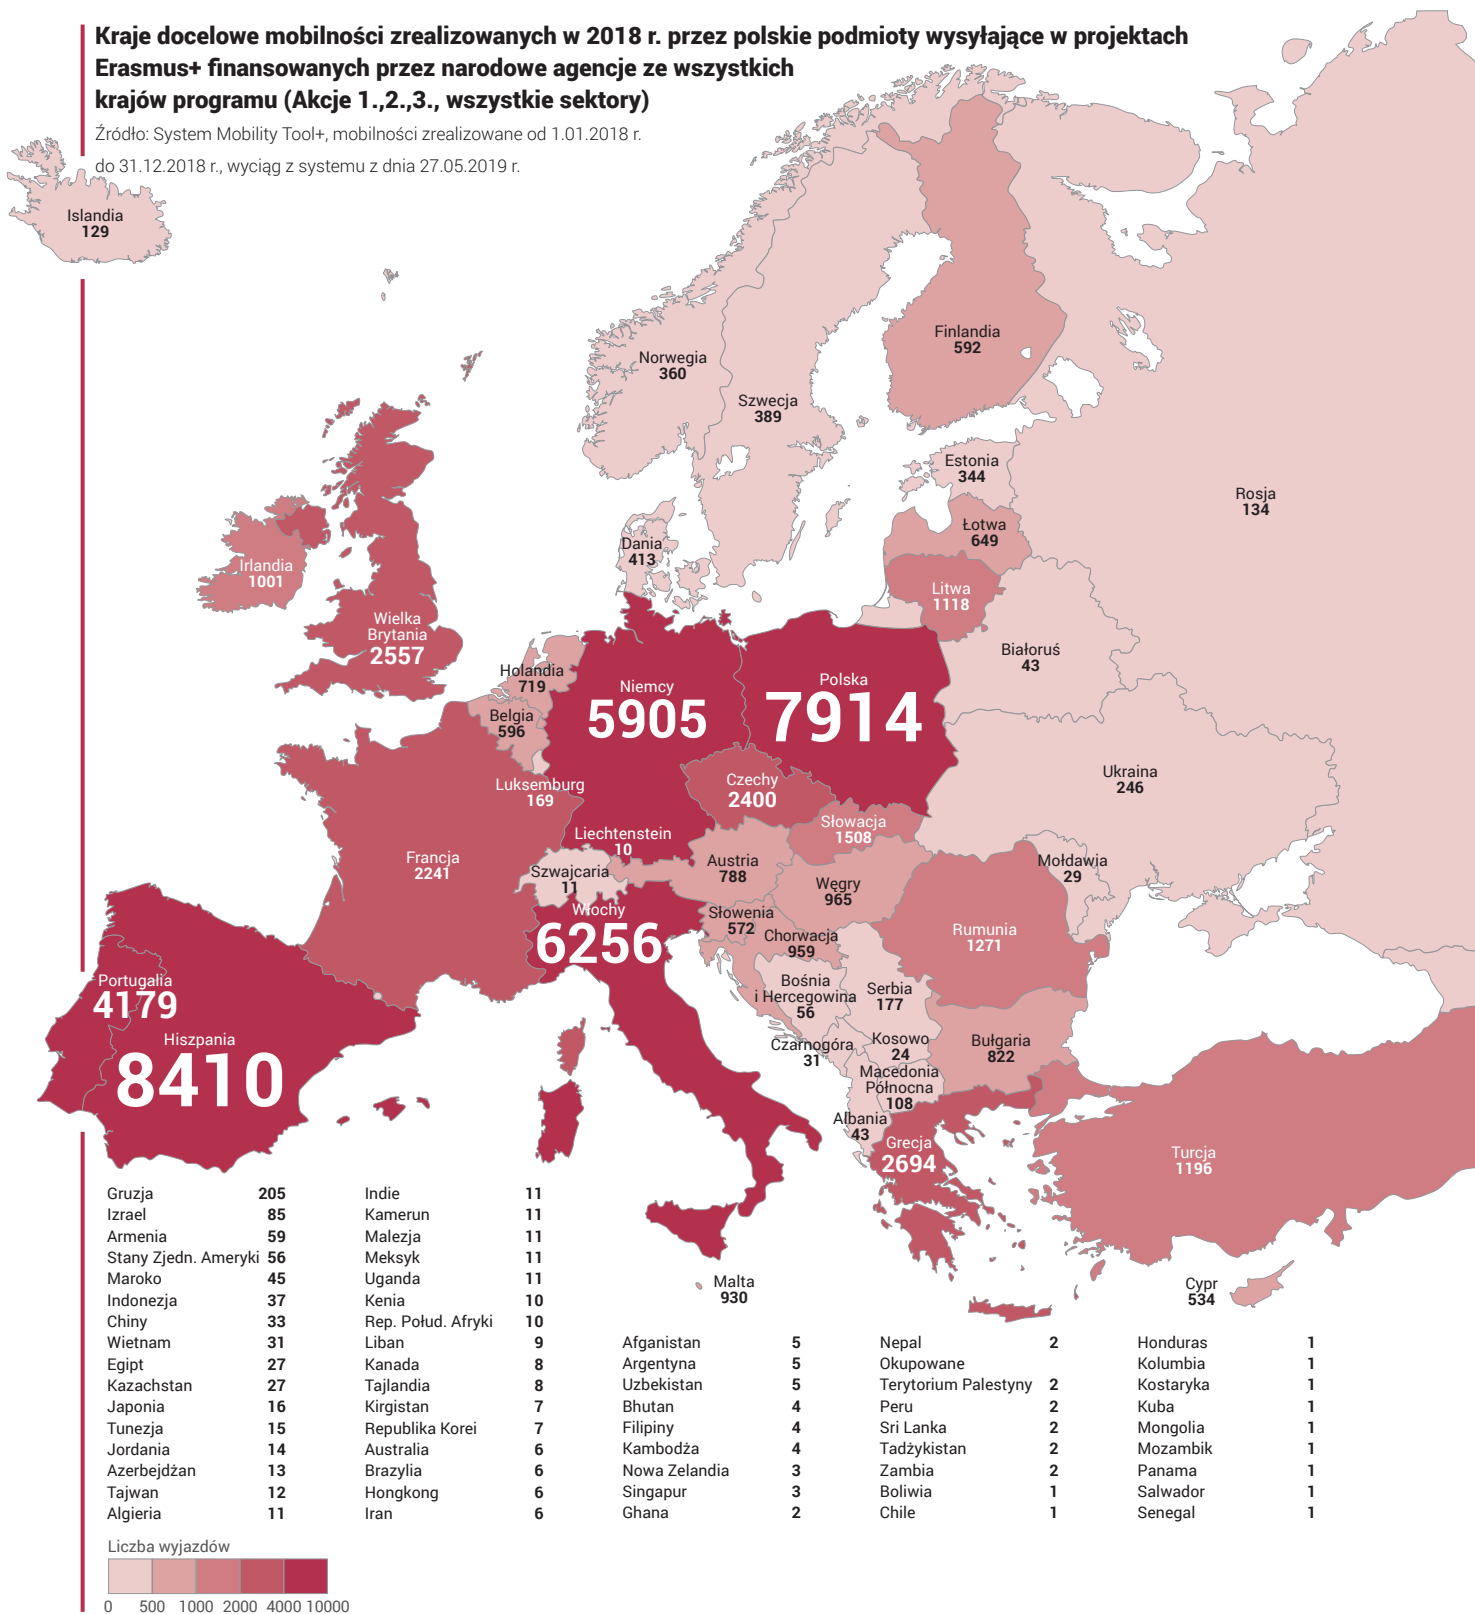 Kraje docelowe mobilności zrealizowanych w 2018 r. przez polskie podmioty wysyłające w projektach
Erasmus+ finansowanych przez narodowe agencje ze wszystkich
krajów programu (Akcje 1.,2.,3., wszystkie sektory)
Źródło: System Mobility Tool+, mobilności zrealizowane od 1.01.2018 r.
do 31.12.2018 r., wyciąg z systemu z dnia 27.05.2019 r.
Islandia
129
Norwegia
360
Szwecja
389
Finlandia
592
Estonia
344
Rosja
134
Łotwa
649
Dania
413
Litwa
1118
Irlandia
1001
Wielka
Brytania
2557
Białoruś
43
Holandia
719
Niemcy
5905
Polska
7914
Belgia
596
Luksemburg
169
Czechy
2400
Ukraina
246
Słowacja
1508
Liechtenstein
10
Francja
2241
Szwajcaria
11
Austria
788
Węgry
965
Mołdawia
29
Włochy
6256
Słowenia
572
Chorwacja
959
Rumunia
1271
Portugalia
4179
Bośnia
i Hercegowina
56
Serbia
177
Hiszpania
8410
Czarnogóra
31
Kosowo
24
Bułgaria
822
Macedonia
Północna
108
Albania
43
Grecja
2694
Turcja
1196
Malta
930
Cypr
534
Gruzja 205
Izrael 85
Armenia 59
Stany Zjedn. Ameryki 56
Maroko 45
Indonezja 37
Chiny 33
Wietnam 31
Egipt 27
Kazachstan 27
Japonia 16
Tunezja 15
Jordania 14
Azerbejdżan 13
Tajwan 12
Algieria 11
Indie 11
Kamerun 11
Malezja 11
Meksyk 11
Uganda 11
Kenia 10
Rep. Połud. Afryki 10
Liban 9
Kanada 8
Tajlandia 8
Kirgistan 7
Republika Korei 7
Australia 6
Brazylia 6
Hongkong 6
Iran 6
Afganistan 5
Argentyna 5
Uzbekistan 5
Bhutan 4
Filipiny 4
Kambodża 4
Nowa Zelandia 3
Singapur 3
Ghana 2
Nepal 2
Okupowane
Terytorium Palestyny 2
Peru 2
Sri Lanka 2
Tadżykistan 2
Zambia 2
Boliwia 1
Chile 1
Honduras 1
Kolumbia 1
Kostaryka 1
Kuba 1
Mongolia 1
Mozambik 1
Panama 1
Salwador 1
Senegal 1
Liczba wyjazdów
0 500 1000 2000 4000 10000